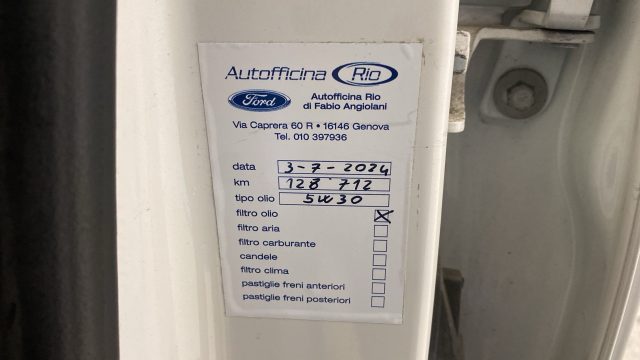 Autofficina Rio
Ford
Autofficina Rio
di Fabio Angiolani
Via Caprera 60 R • 16146 Genova
Tel. 010 397936
data 3-7-2024
km 128 712
tipo olio 5W30
filtro olio X
filtro aria
filtro carburante
candele
filtro clima
pastiglie freni anteriori
pastiglie freni posteriori